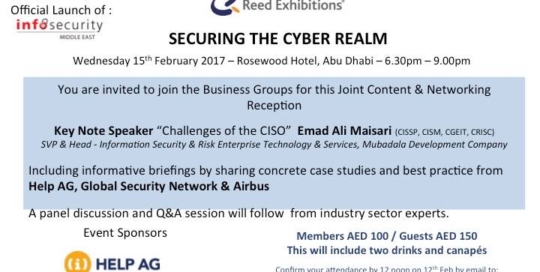 Official Launch of :
Reed Exhibitions®
infosecurity
MIDDLE EAST
SECURING THE CYBER REALM
Wednesday 15th February 2017 – Rosewood Hotel, Abu Dhabi – 6.30pm – 9.00pm
You are invited to join the Business Groups for this Joint Content & Networking
Reception
Key Note Speaker “Challenges of the CISO” Emad Ali Maisari (CISSP, CISM, CGEIT, CRISC)
SVP & Head - Information Security & Risk Enterprise Technology & Services, Mubadala Development Company
Including informative briefings by sharing concrete case studies and best practice from
Help AG, Global Security Network & Airbus
A panel discussion and Q&A session will follow from industry sector experts.
Event Sponsors
HELP AG
Members AED 100 / Guests AED 150
This will include two drinks and canapés
Confirm your attendance by 12 noon on 12th Feb by email to: